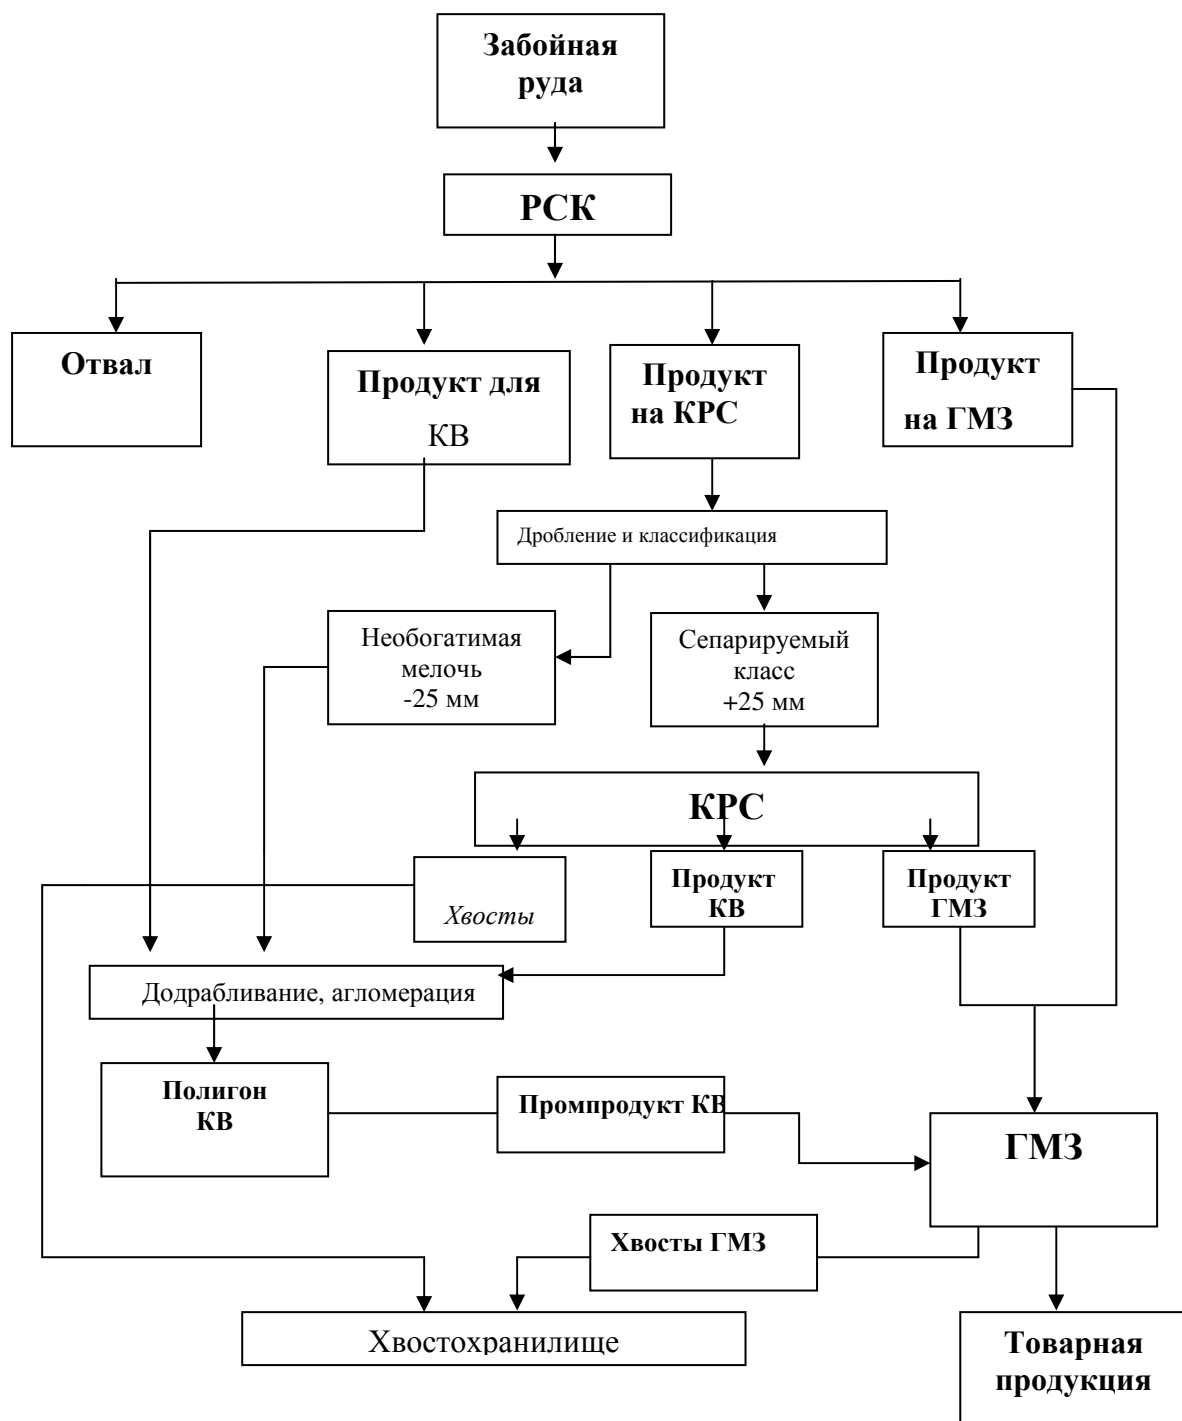 Забойная
руда
РСК
Отвал
Продукт для
КВ
Продукт
на КРС
Продукт
на ГМЗ
Дробление и классификация
Необогатимая
мелочь
-25 мм
Сепарируемый
класс
+25 мм
КРС
Хвосты
Продукт
КВ
Продукт
ГМЗ
Додрабливание, агломерация
Полигон
КВ
Промпродукт КВ
ГМЗ
Хвосты ГМЗ
Хвостохранилище
Товарная
продукция